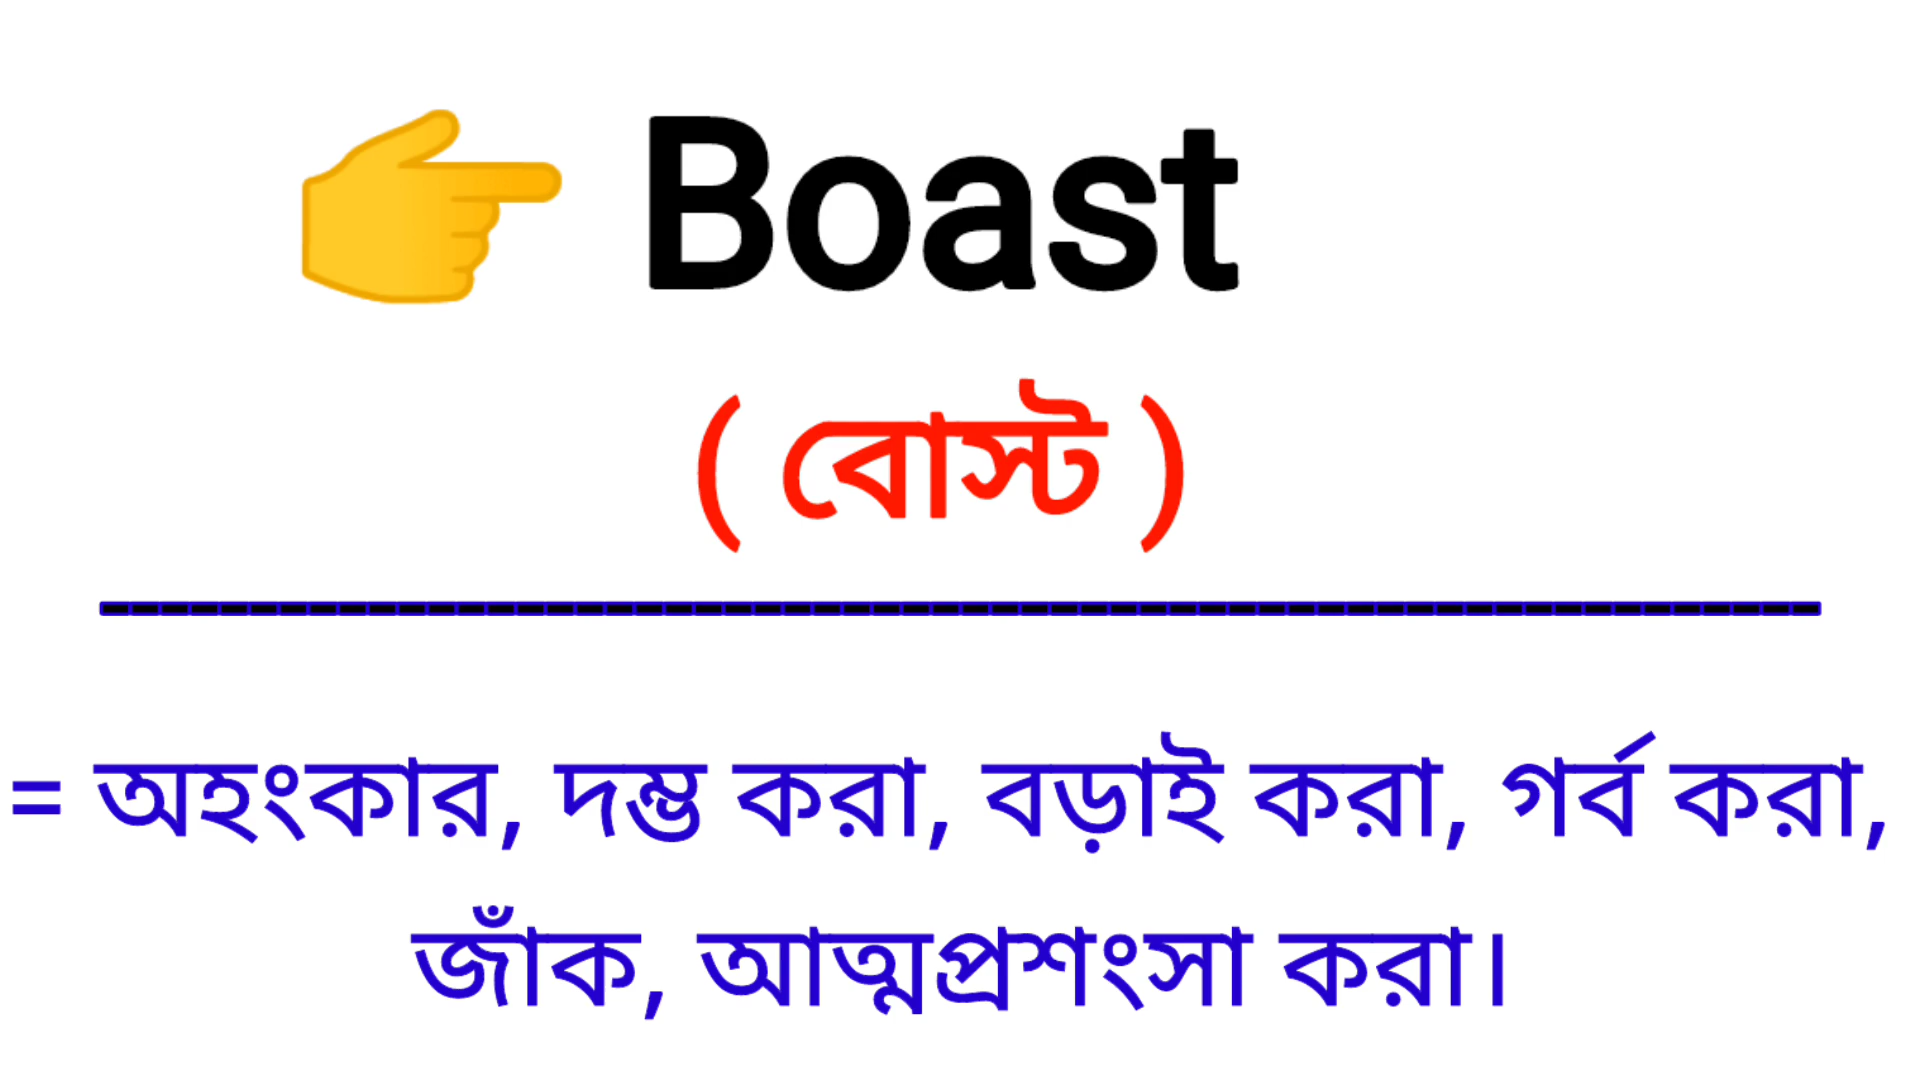 👉 Boast
( বোস্ট )
----------------------------------------------------------
= অহংকার, দম্ভ করা, বড়াই করা, গর্ব করা,
জাঁক, আত্মপ্রশংসা করা।